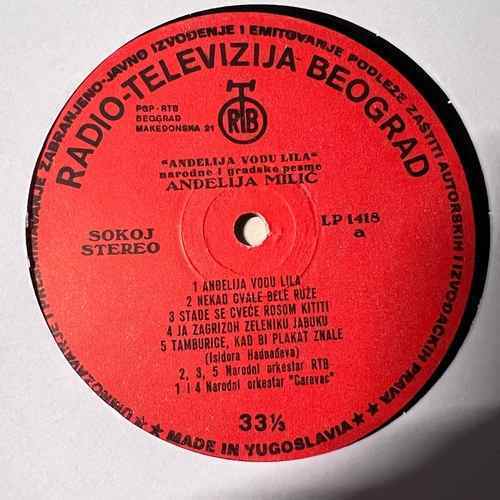 ZABRANJENO-JAVNO IZVOĐENJE I EMITOVANJE PODLEŽE ZAŠTITI AUTORSKIH I IZVOĐAČKIH PRAVA
RADIO-TELEVIZIJA BEOGRAD
PGP-RTB
BEOGRAD
MAKEDONSKA 21
RTB
"ANĐELIJA VODU LILA"
narodne i gradske pesme
ANĐELIJA MILIĆ
SOKOJ
STEREO
LP 1418
a
1 ANĐELIJA VODU LILA
2 NEKAD CVALE BELE RUŽE
3 STADE SE CVEĆE ROSOM KITITI
4 JA ZAGRIZOH ZELENIKU JABUKU
5 TAMBURICE, KAD BI PLAKAT ZNALE
(Isidora Hadnađeva)
2, 3, 5 Narodni orkestar RTB
1 i 4 Narodni orkestar "Carevac"
33⅓
★ MADE IN YUGOSLAVIA ★★